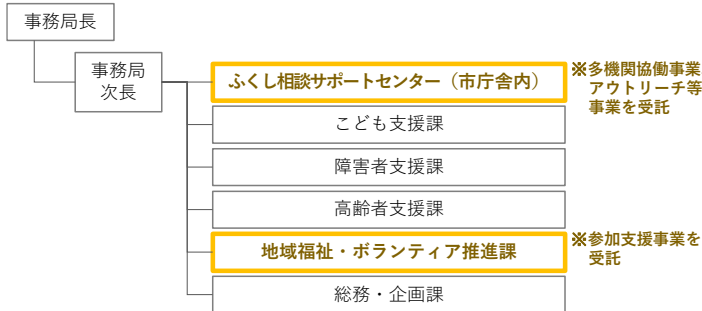 事務局長
事務局
次長
ふくし相談サポートセンター（市庁舎内）
※多機関協働事業
アウトリーチ等
事業を受託
こども支援課
障害者支援課
高齢者支援課
地域福祉・ボランティア推進課
※参加支援事業を
受託
総務・企画課